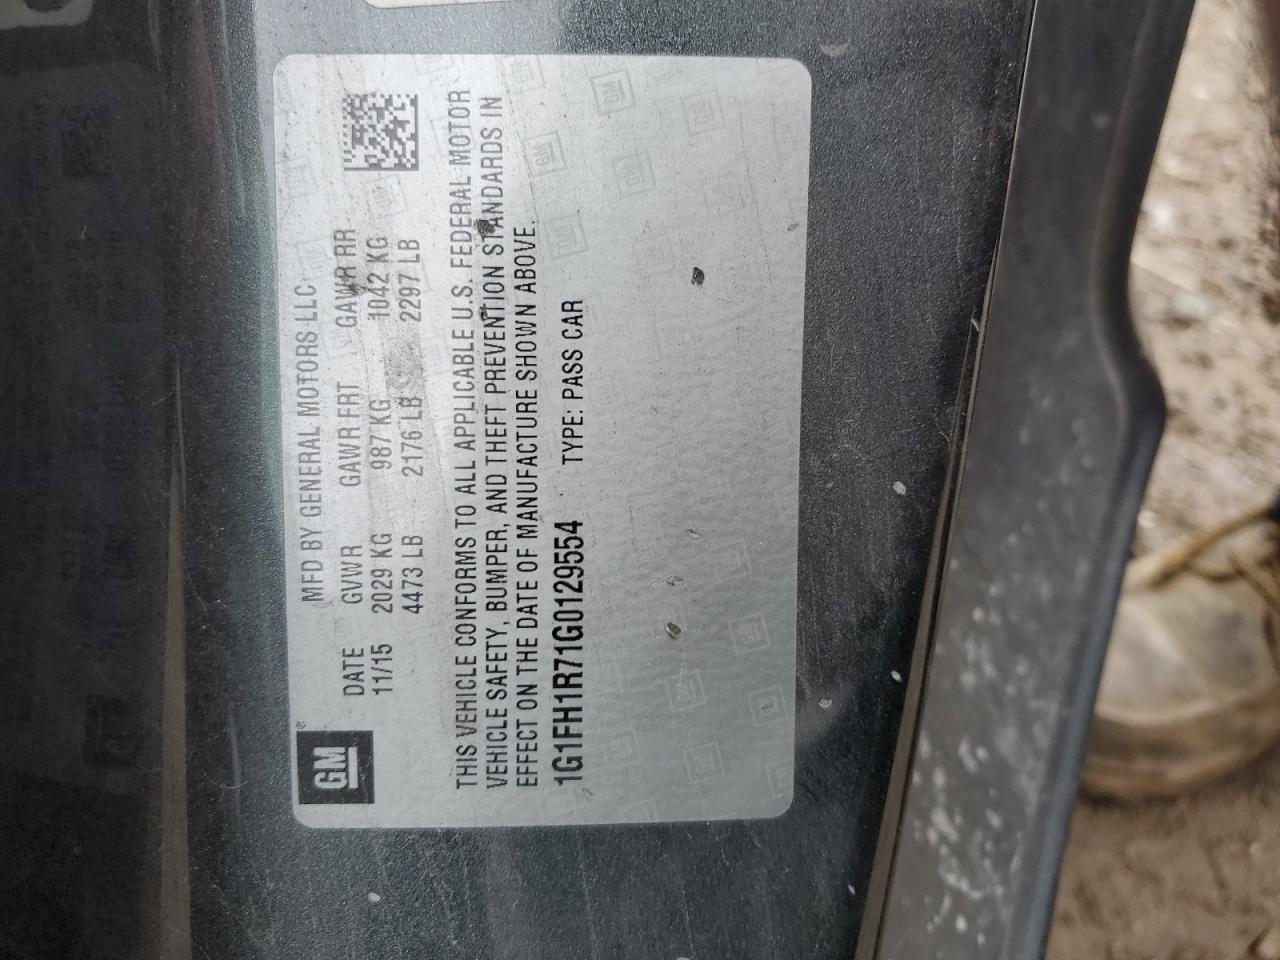 GM
MFD BY GENERAL MOTORS LLC
DATE GVWR GAWR FRT GAWR RR
11/15 2029 KG 987 KG 1042 KG
4473 LB 2176 LB 2297 LB
THIS VEHICLE CONFORMS TO ALL APPLICABLE U.S. FEDERAL MOTOR
VEHICLE SAFETY, BUMPER, AND THEFT PREVENTION STANDARDS IN
EFFECT ON THE DATE OF MANUFACTURE SHOWN ABOVE.
1G1FH1R71G0129554 TYPE: PASS CAR